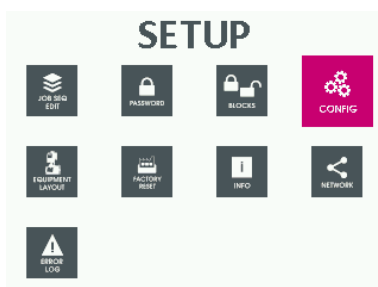 SETUP
JOB SEQ
EDIT
PASSWORD
BLOCKS
CONFIG
EQUIPMENT
LAYOUT
FACTORY
RESET
i
INFO
NETWORK
ERROR
LOG